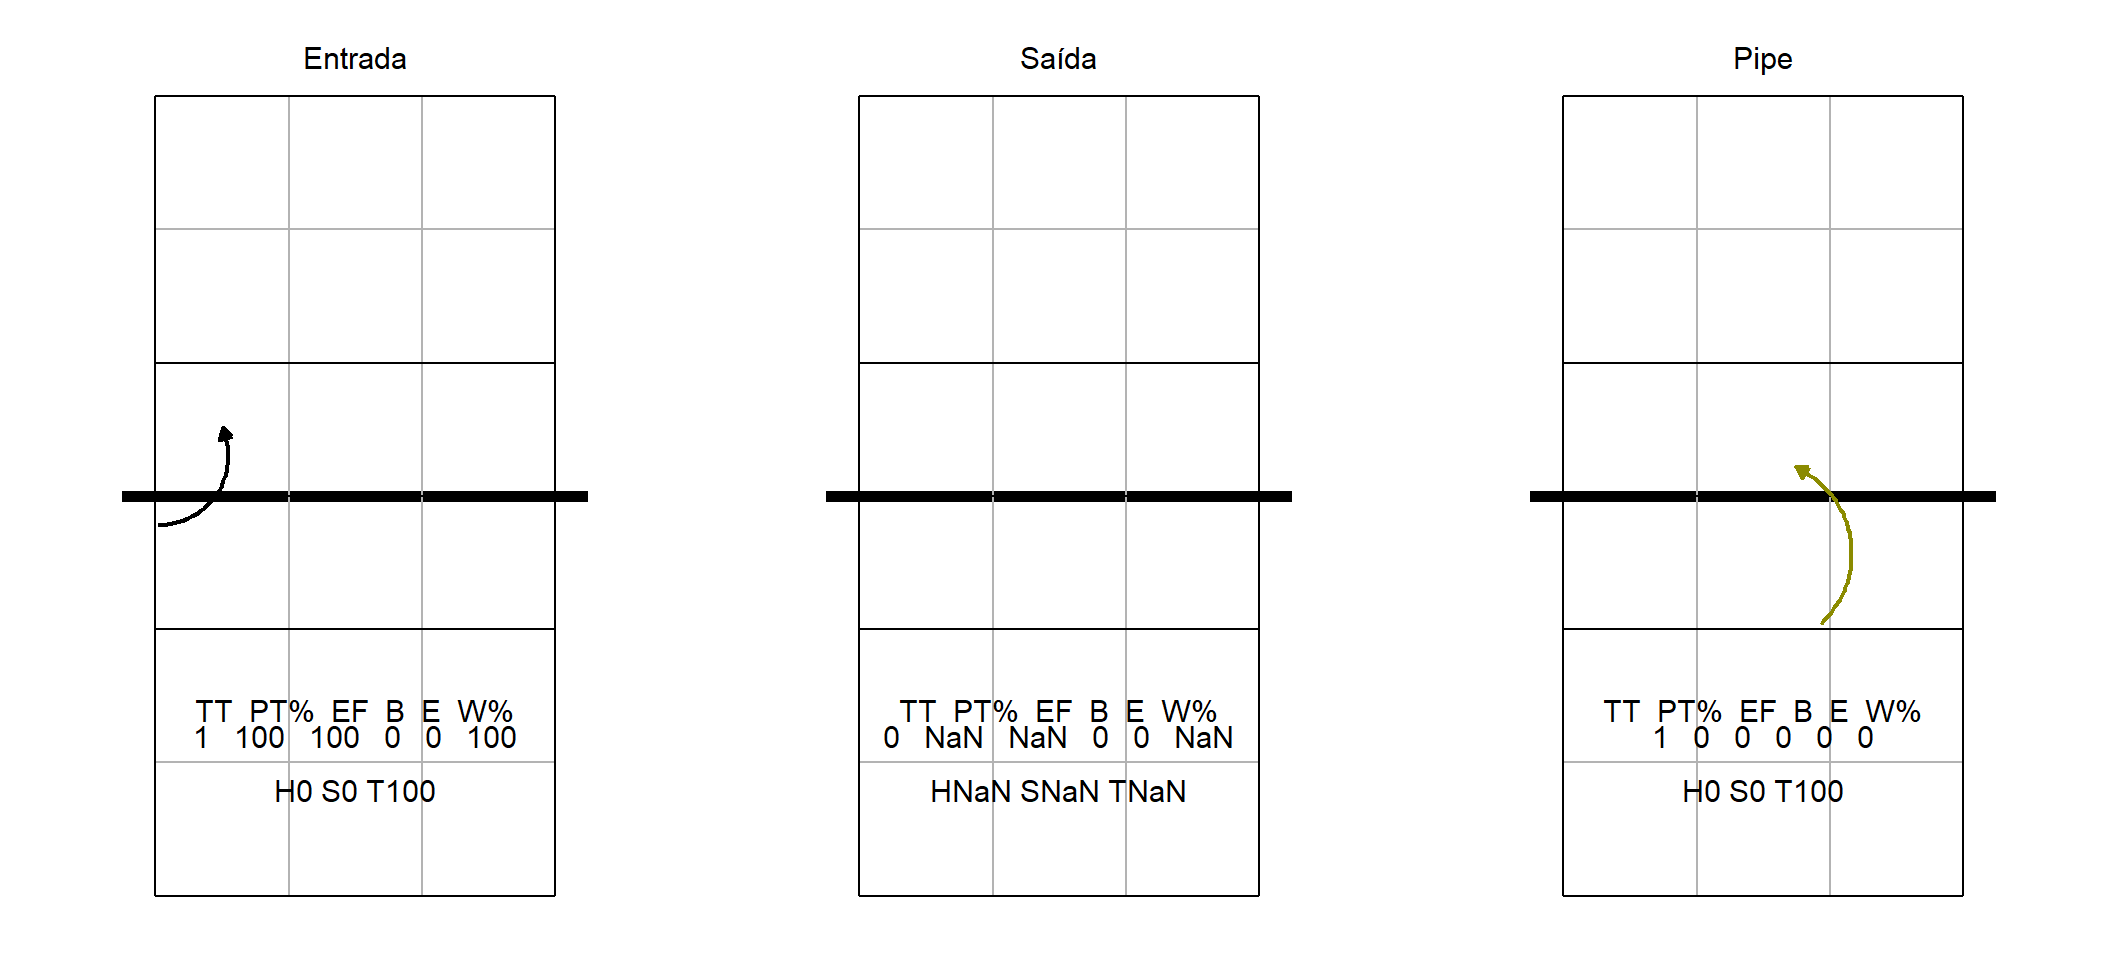 Entrada
TT PT% EF B E W%
1 100 100 0 0 100
H0 S0 T100
Saída
TT PT% EF B E W%
0 NaN NaN 0 0 NaN
HNaN SNaN TNaN
Pipe
TT PT% EF B E W%
1 0 0 0 0 0
H0 S0 T100